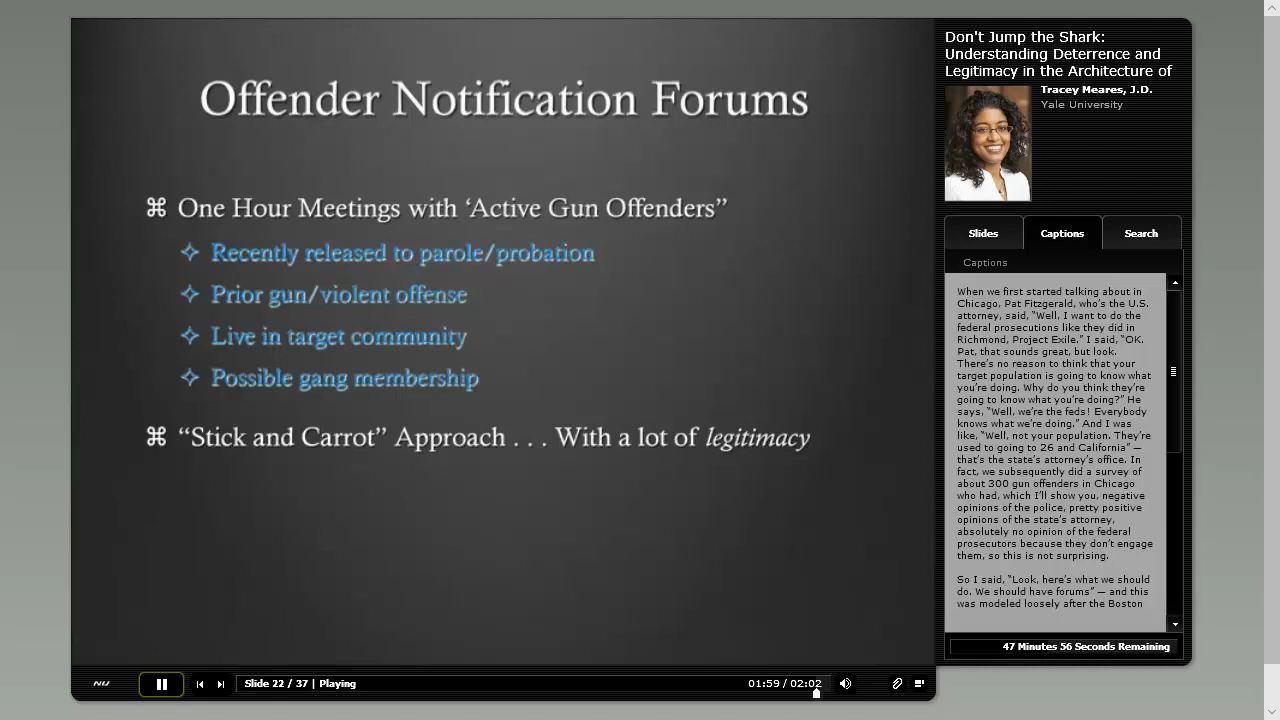 Offender Notification Forums
⌘ One Hour Meetings with ‘Active Gun Offenders”
✧ Recently released to parole/probation
✧ Prior gun/violent offense
✧ Live in target community
✧ Possible gang membership
⌘ “Stick and Carrot” Approach . . . With a lot of legitimacy
Slide 22 / 37 | Playing
01:59 / 02:02
Don't Jump the Shark:
Understanding Deterrence and
Legitimacy in the Architecture of
Tracey Meares, J.D.
Yale University
Slides
Captions
Search
Captions
When we first started talking about in
Chicago, Pat Fitzgerald, who’s the U.S.
attorney, said, “Well, I want to do the
federal prosecutions like they did in
Richmond, Project Exile.” I said, “OK.
Pat, that sounds great, but look.
There’s no reason to think that your
target population is going to know what
you’re doing. Why do you think they’re
going to know what you’re doing?” He
says, “Well, we’re the feds! Everybody
knows what we’re doing.” And I was
like, “Well, not your population. They’re
used to going to 26 and California” —
that’s the state’s attorney’s office. In
fact, we subsequently did a survey of
about 300 gun offenders in Chicago
who had, which I’ll show you, negative
opinions of the police, pretty positive
opinions of the state’s attorney,
absolutely no opinion of the federal
prosecutors because they don’t engage
them, so this is not surprising.
So I said, “Look, here’s what we should
do. We should have forums” — and this
was modeled loosely after the Boston
47 Minutes 56 Seconds Remaining